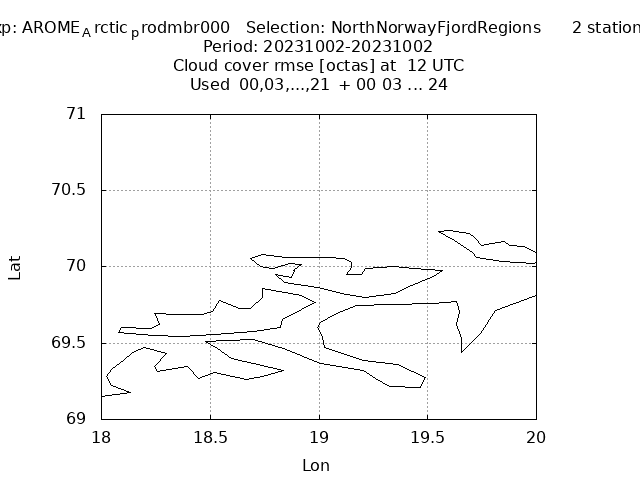 xp: AROME_Arctic_prodmbr000 Selection: NorthNorwayFjordRegions 2 station
Period: 20231002-20231002
Cloud cover rmse [octas] at 12 UTC
Used 00,03,...,21 + 00 03 ... 24
71
70.5
70
69.5
69
Lat
18 18.5 19 19.5 20
Lon